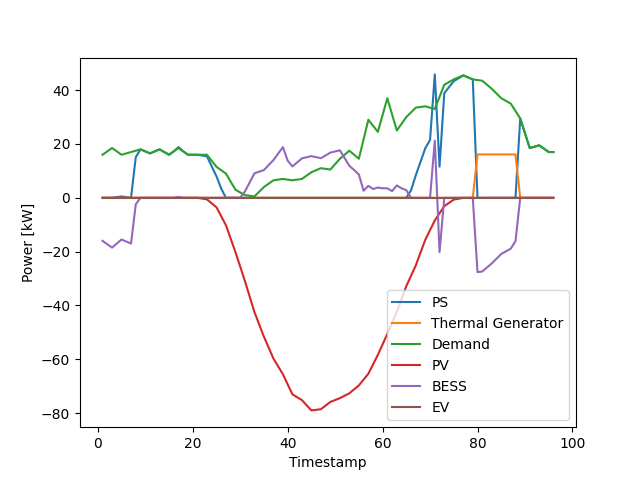 Power [kW]
40
20
0
−20
−40
−60
−80
PS
Thermal Generator
Demand
PV
BESS
EV
0 20 40 60 80 100
Timestamp